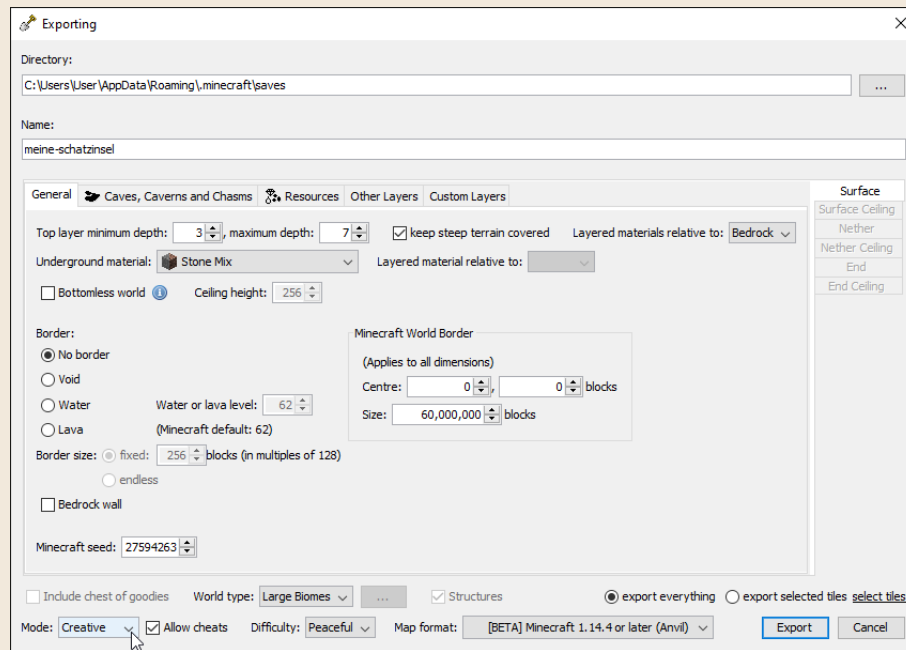 Exporting
Directory:
C:\Users\User\AppData\Roaming\.minecraft\saves
...
Name:
meine-schatzinsel
General Caves, Caverns and Chasms Resources Other Layers Custom Layers
Surface
Surface Ceiling
Nether
Nether Ceiling
End
End Ceiling
Top layer minimum depth: 3 , maximum depth: 7 keep steep terrain covered Layered materials relative to: Bedrock
Underground material: Stone Mix Layered material relative to:
Bottomless world i Ceiling height: 256
Border:
No border
Void
Water Water or lava level: 62
Lava (Minecraft default: 62)
Border size: fixed: 256 blocks (in multiples of 128)
endless
Bedrock wall
Minecraft World Border
(Applies to all dimensions)
Centre: 0 , 0 blocks
Size: 60,000,000 blocks
Minecraft seed: 27594263
Include chest of goodies World type: Large Biomes ... Structures export everything export selected tiles select tiles
Mode: Creative Allow cheats Difficulty: Peaceful Map format: [BETA] Minecraft 1.14.4 or later (Anvil) Export Cancel